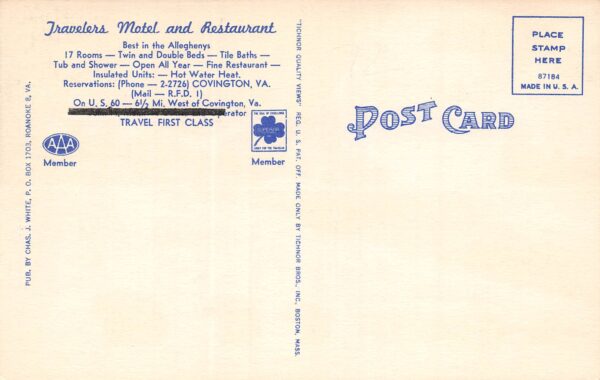 Travelers Motel and Restaurant
Best in the Alleghenys
17 Rooms — Twin and Double Beds — Tile Baths —
Tub and Shower — Open All Year — Fine Restaurant —
Insulated Units: — Hot Water Heat.
Reservations: (Phone — 2-2726) COVINGTON, VA.
(Mail — R.F.D. 1)
On U. S. 60 — 6½ Mi. West of Covington, Va.
Operator
TRAVEL FIRST CLASS
AAA
Member
SUPERIOR
Member
PUB. BY CHAS. J. WHITE, P. O. BOX 1703, ROANOKE 8, VA.
"TICHNOR QUALITY VIEWS" REG. U. S. PAT. OFF. MADE ONLY BY TICHNOR BROS., INC., BOSTON, MASS.
POST CARD
PLACE
STAMP
HERE
87184
MADE IN U. S. A.